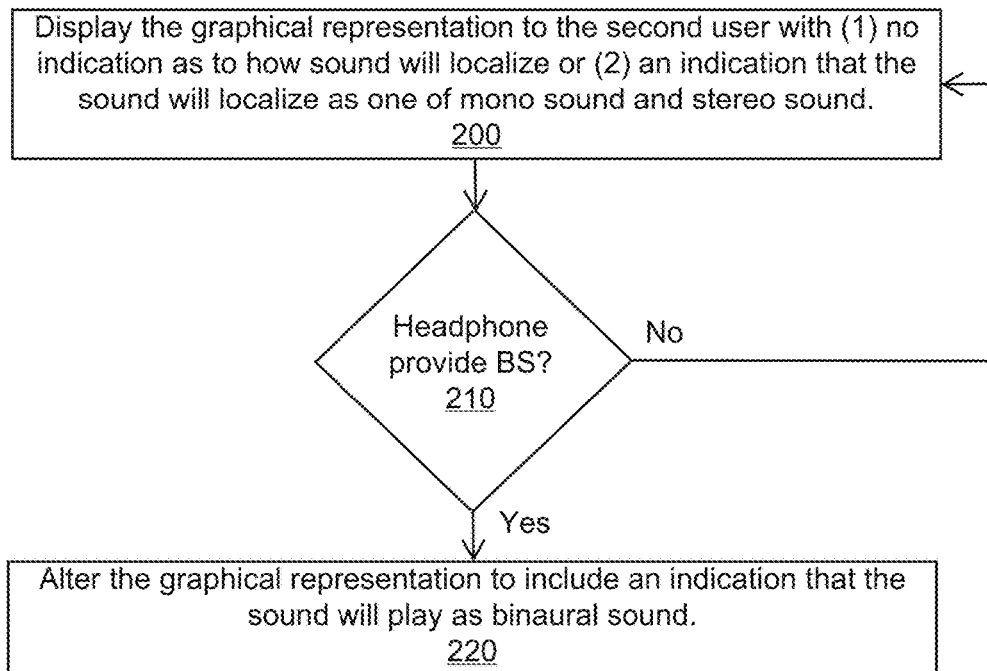 Display the graphical representation to the second user with (1) no
indication as to how sound will localize or (2) an indication that the
sound will localize as one of mono sound and stereo sound.
200
Headphone
provide BS?
210
No
Yes
Alter the graphical representation to include an indication that the
sound will play as binaural sound.
220